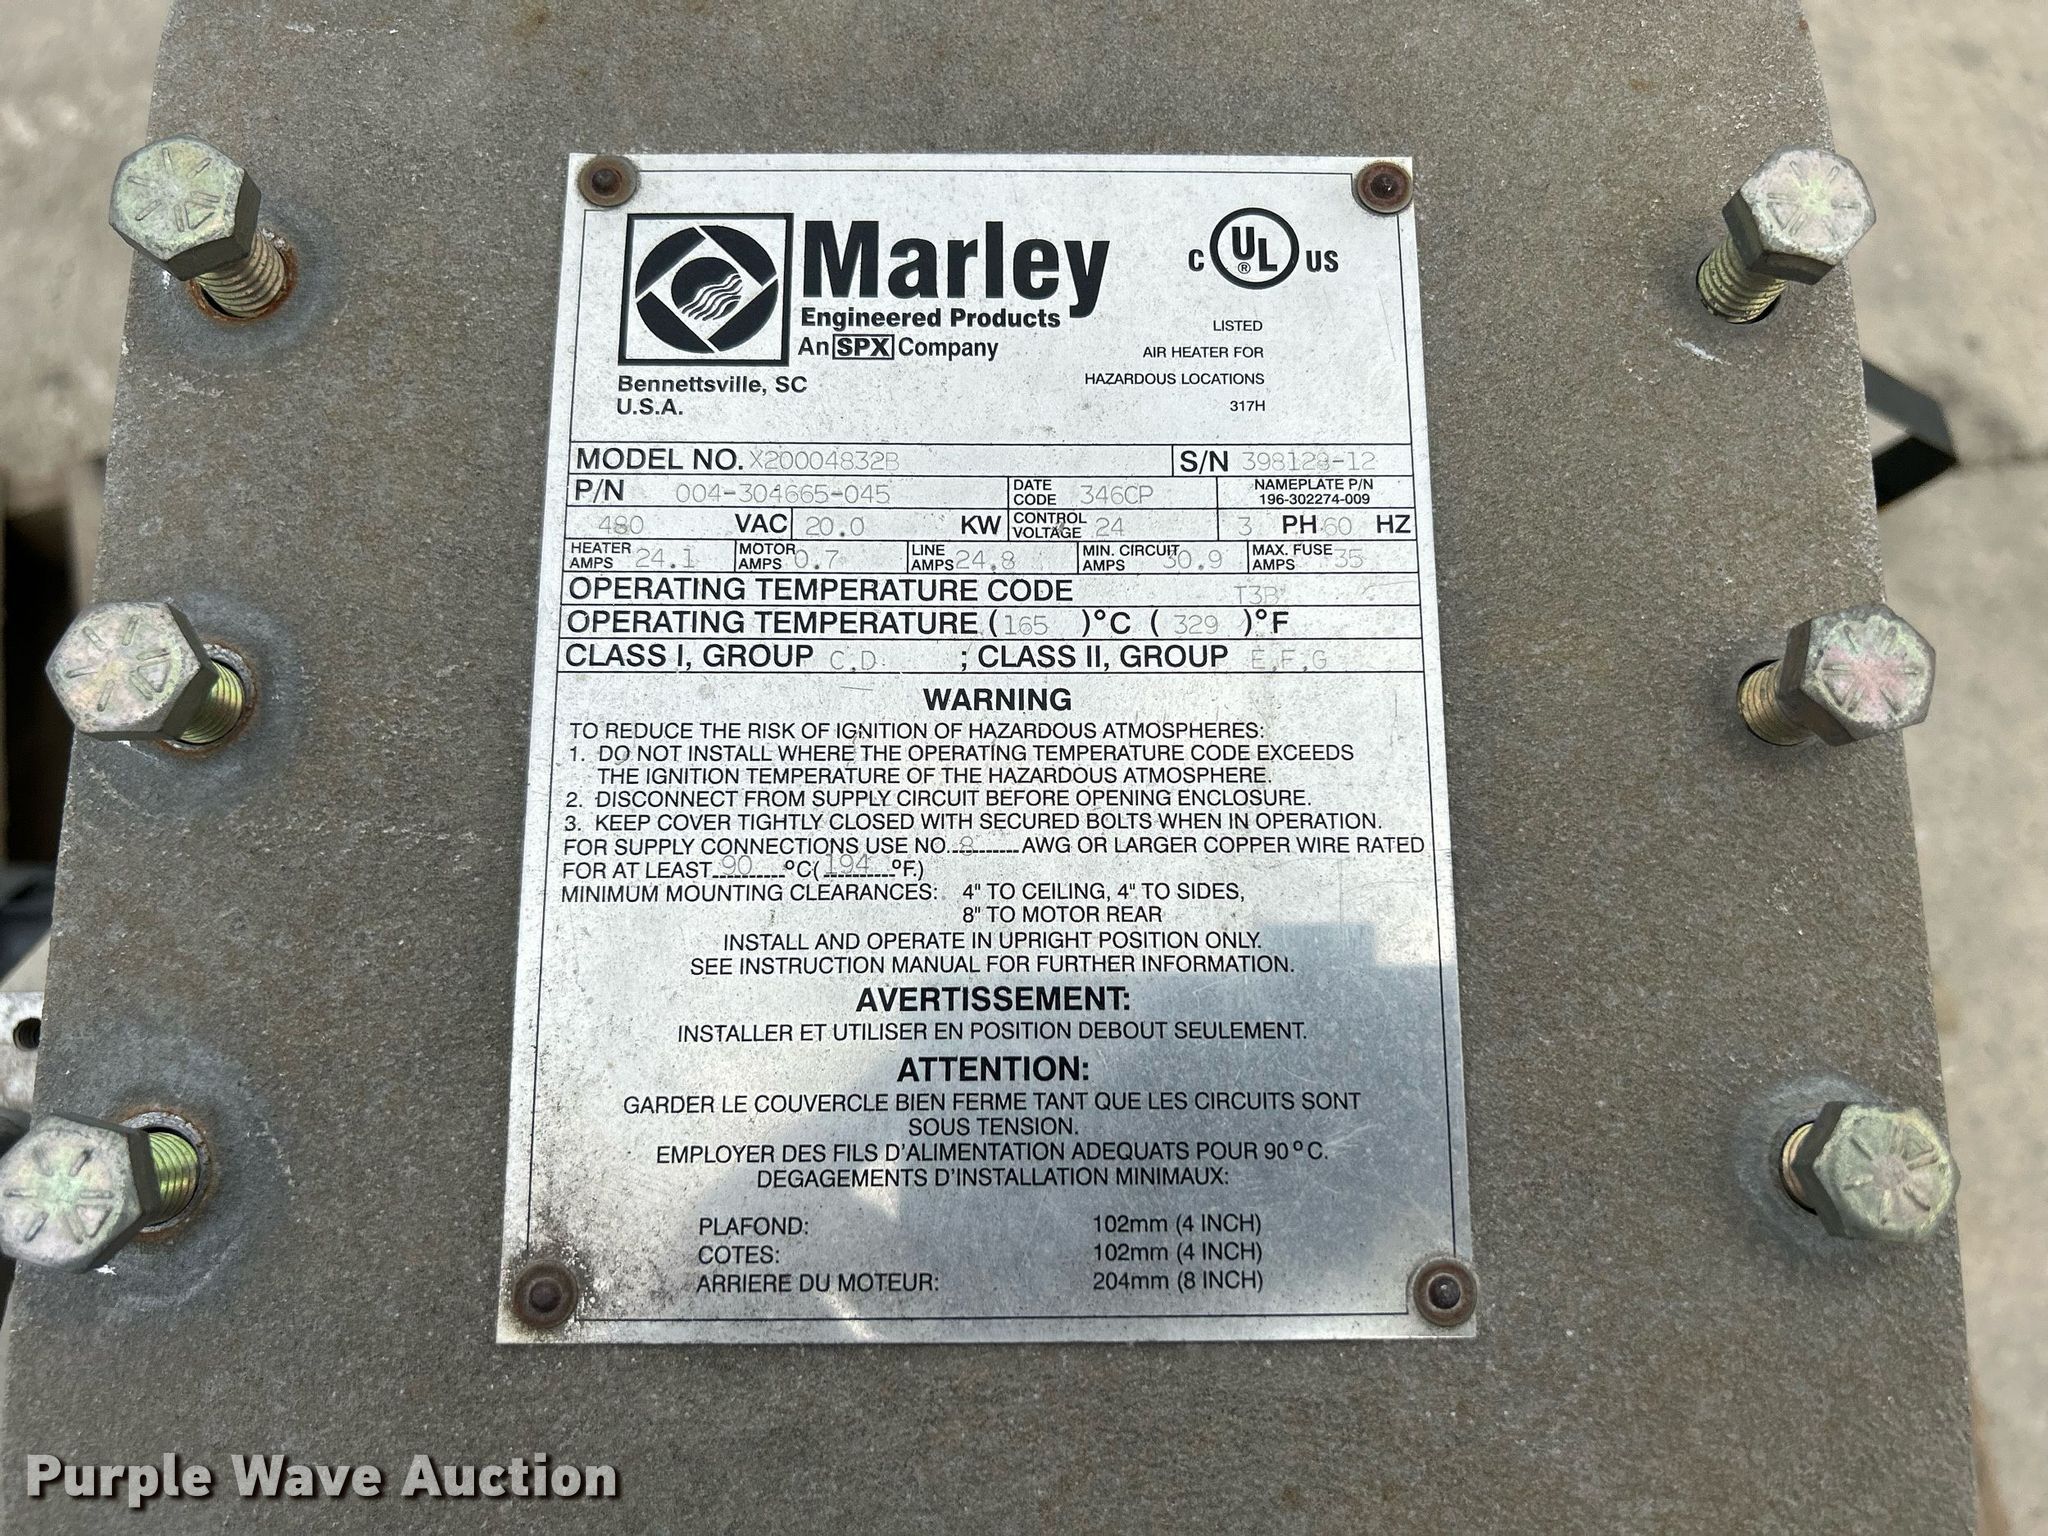 Marley
Engineered Products
An SPX Company
Bennettsville, SC
U.S.A.
C UL ® US
LISTED
AIR HEATER FOR
HAZARDOUS LOCATIONS
317H
MODEL NO. X20004832B S/N 398128-12
P/N 004-304665-045 DATE CODE 346CP NAMEPLATE P/N 196-302274-009
480 VAC 20.0 KW CONTROL VOLTAGE 24 3 PH 60 HZ
HEATER AMPS 24.1 MOTOR AMPS 0.7 LINE AMPS 24.8 MIN. CIRCUIT AMPS 30.9 MAX. FUSE AMPS 35
OPERATING TEMPERATURE CODE T3B
OPERATING TEMPERATURE (165 )°C ( 329 )°F
CLASS I, GROUP C,D ; CLASS II, GROUP E,F,G
WARNING
TO REDUCE THE RISK OF IGNITION OF HAZARDOUS ATMOSPHERES:
1. DO NOT INSTALL WHERE THE OPERATING TEMPERATURE CODE EXCEEDS
THE IGNITION TEMPERATURE OF THE HAZARDOUS ATMOSPHERE.
2. DISCONNECT FROM SUPPLY CIRCUIT BEFORE OPENING ENCLOSURE.
3. KEEP COVER TIGHTLY CLOSED WITH SECURED BOLTS WHEN IN OPERATION.
FOR SUPPLY CONNECTIONS USE NO. 8 AWG OR LARGER COPPER WIRE RATED
FOR AT LEAST 90 °C( 194 °F.)
MINIMUM MOUNTING CLEARANCES: 4" TO CEILING, 4" TO SIDES,
8" TO MOTOR REAR
INSTALL AND OPERATE IN UPRIGHT POSITION ONLY.
SEE INSTRUCTION MANUAL FOR FURTHER INFORMATION.
AVERTISSEMENT:
INSTALLER ET UTILISER EN POSITION DEBOUT SEULEMENT.
ATTENTION:
GARDER LE COUVERCLE BIEN FERME TANT QUE LES CIRCUITS SONT
SOUS TENSION.
EMPLOYER DES FILS D'ALIMENTATION ADEQUATS POUR 90°C.
DEGAGEMENTS D'INSTALLATION MINIMAUX:
PLAFOND: 102mm (4 INCH)
COTES: 102mm (4 INCH)
ARRIERE DU MOTEUR: 204mm (8 INCH)
Purple Wave Auction